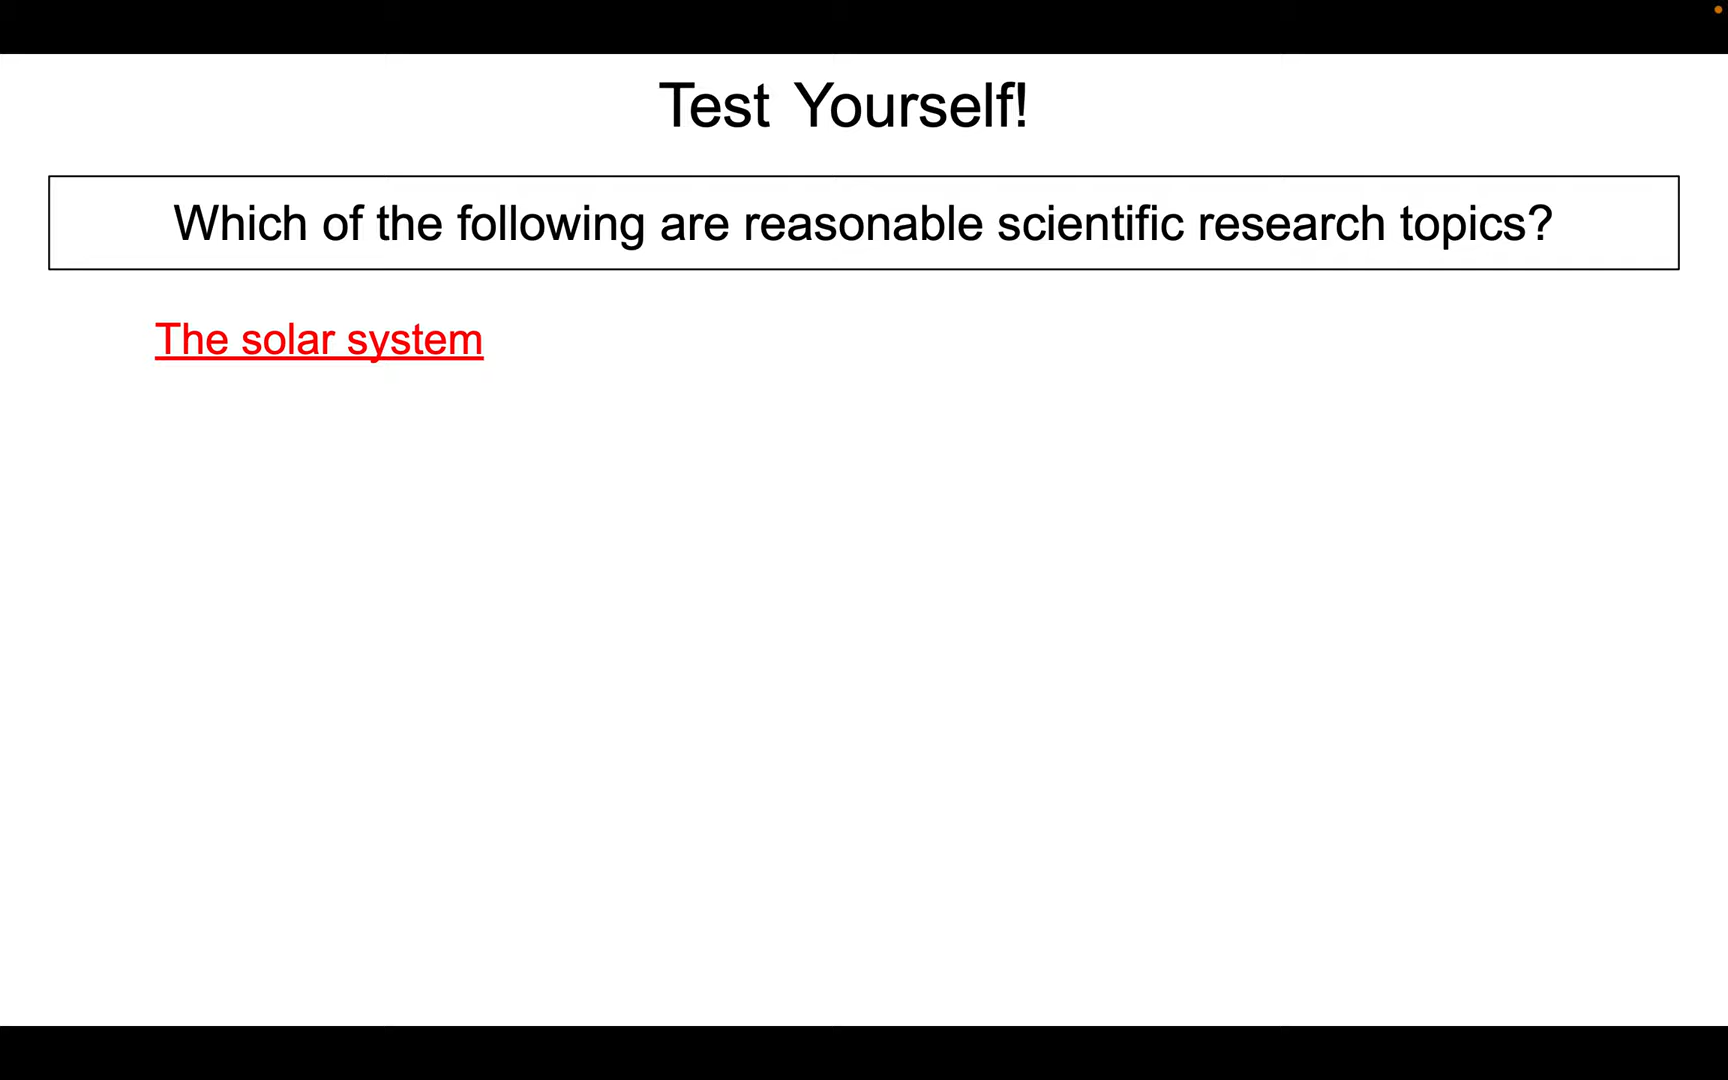 Test Yourself!
Which of the following are reasonable scientific research topics?
The solar system